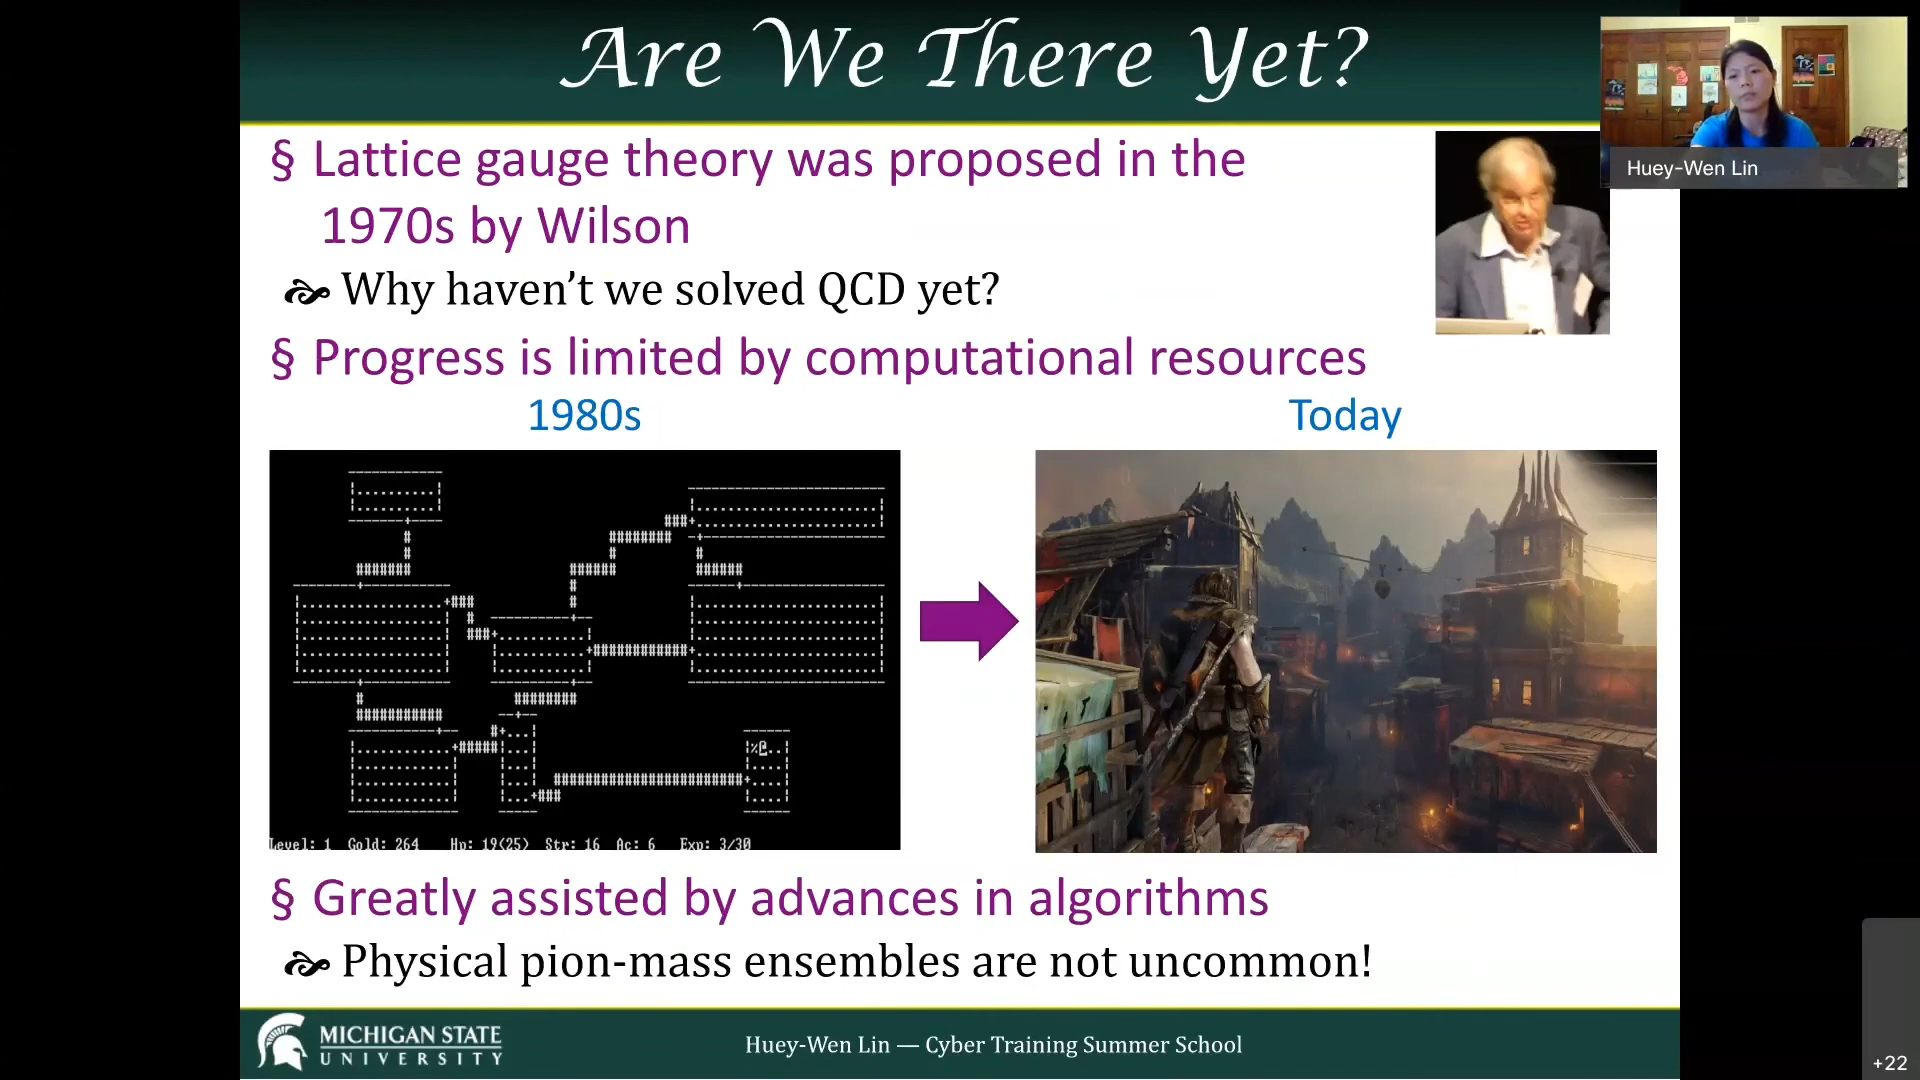 Are We There Yet?
Huey-Wen Lin
§ Lattice gauge theory was proposed in the
1970s by Wilson
Why haven't we solved QCD yet?
§ Progress is limited by computational resources
1980s
Today
Level: 1 Gold: 264 Hp: 19(25) Str: 16 Ac: 6 Exp: 3/30
§ Greatly assisted by advances in algorithms
Physical pion-mass ensembles are not uncommon!
MICHIGAN STATE
UNIVERSITY
Huey-Wen Lin — Cyber Training Summer School
+22